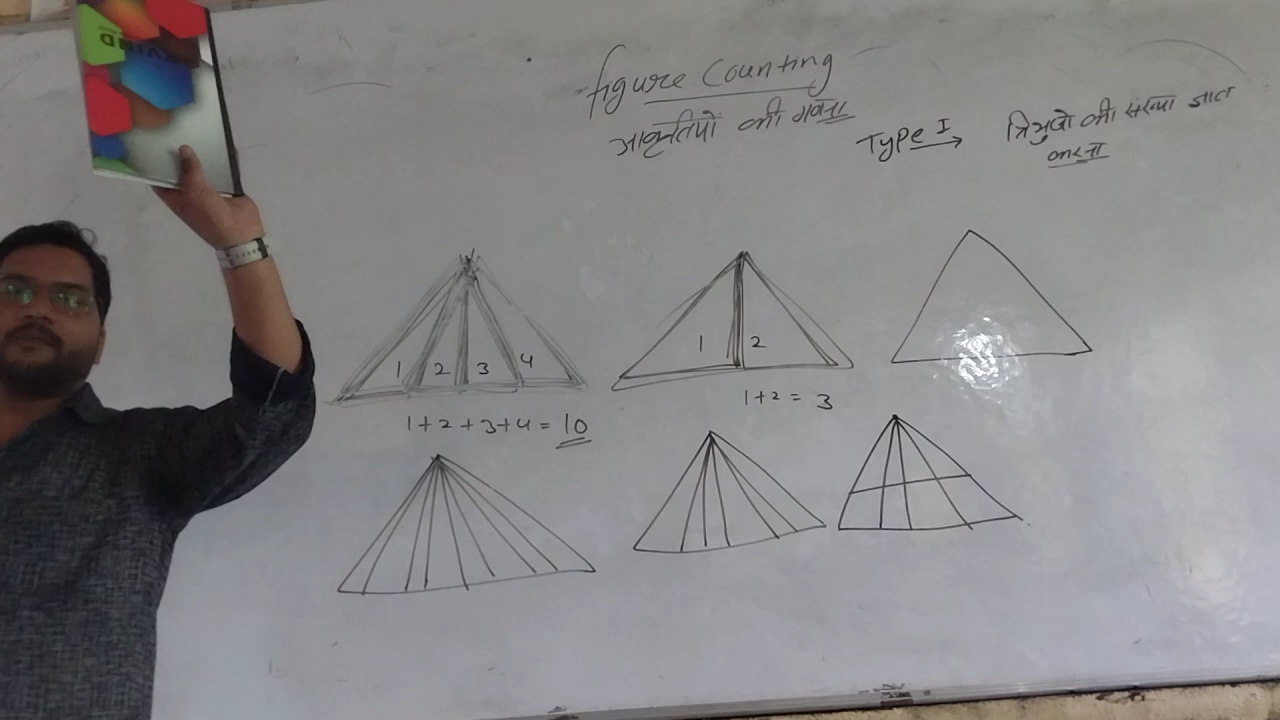 figure Counting
आकृतियों की गणना
Type I → त्रिभुजो की संख्या ज्ञात
करना
1 2 3 4
1+2+3+4 = 10
1 2
1+2 = 3